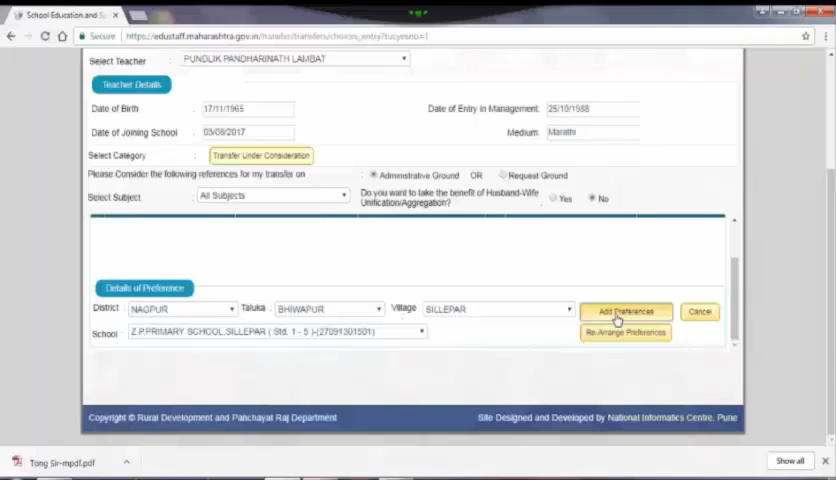 School Education and S
Secure https://edustaff.maharashtra.gov.in/transfer/transfers/choices_entry?tucyesno=1
Select Teacher : PUNDLIK PANDHARINATH LAMBAT
Teacher Details
Date of Birth : 17/11/1965 Date of Entry in Management: 25/10/1988
Date of Joining School : 03/08/2017 Medium: Marathi
Select Category : Transfer Under Consideration
Please Consider the following references for my transfer on : Administrative Ground OR Request Ground
Select Subject : All Subjects Do you want to take the benefit of Husband-Wife Unification/Aggregation? : Yes No
Details of Preference
District : NAGPUR Taluka : BHIWAPUR Village : SILLEPAR Add Preferences Cancel
School : Z.P.PRIMARY SCHOOL,SILLEPAR ( Std. 1 - 5 )-(27091301501) Re-Arrange Preferences
Copyright © Rural Development and Panchayat Raj Department Site Designed and Developed by National Informatics Centre, Pune
Tong Sir-mpdf.pdf Show all